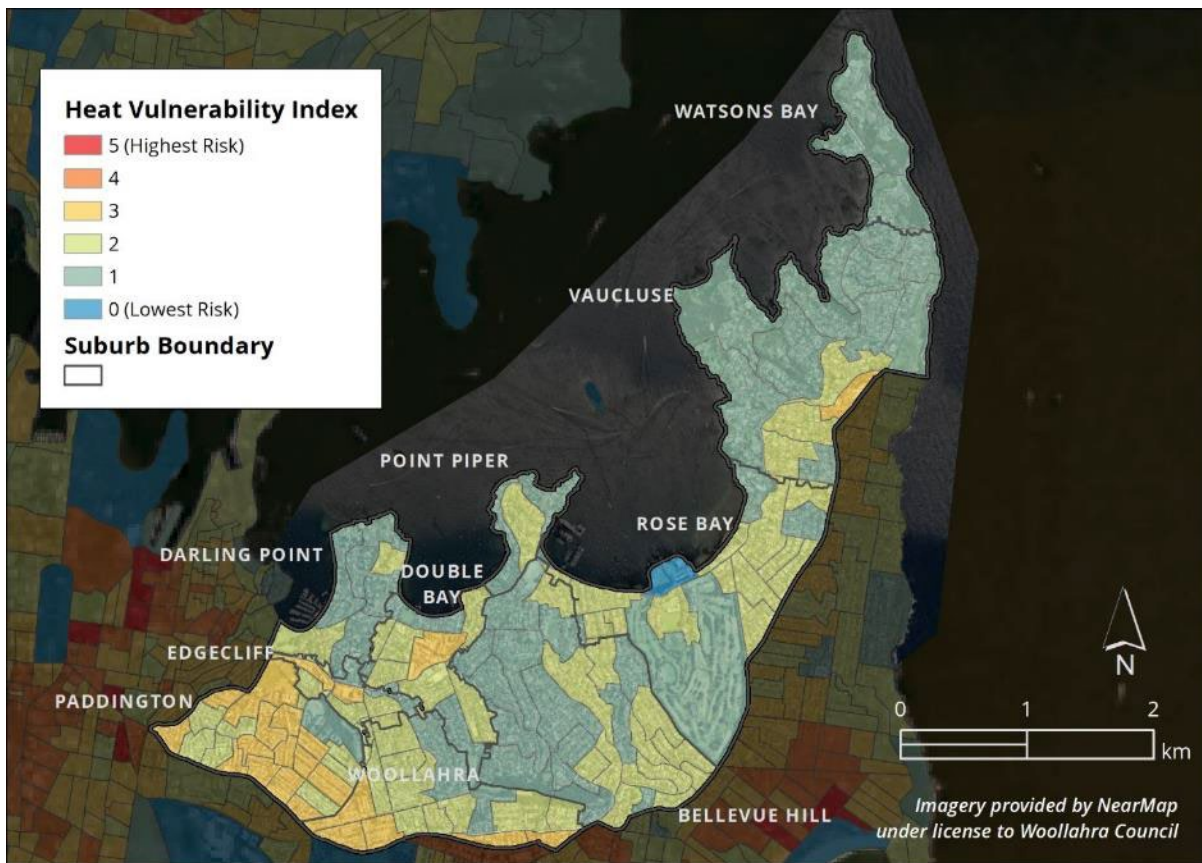 Heat Vulnerability Index
5 (Highest Risk)
4
3
2
1
0 (Lowest Risk)
Suburb Boundary
WATSONS BAY
VAUCLUSE
POINT PIPER
ROSE BAY
DARLING POINT
DOUBLE
BAY
EDGECLIFF
PADDINGTON
WOOLLAHRA
BELLEVUE HILL
N
0 1 2
km
Imagery provided by NearMap
under license to Woollahra Council